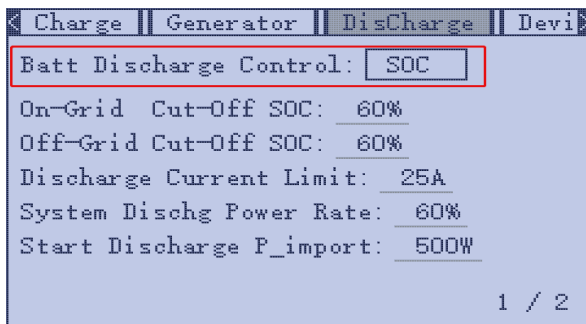 Charge Generator DisCharge Devi
Batt Discharge Control: SOC
On-Grid Cut-Off SOC: 60%
Off-Grid Cut-Off SOC: 60%
Discharge Current Limit: 25A
System Dischg Power Rate: 60%
Start Discharge P_import: 500W
1 / 2